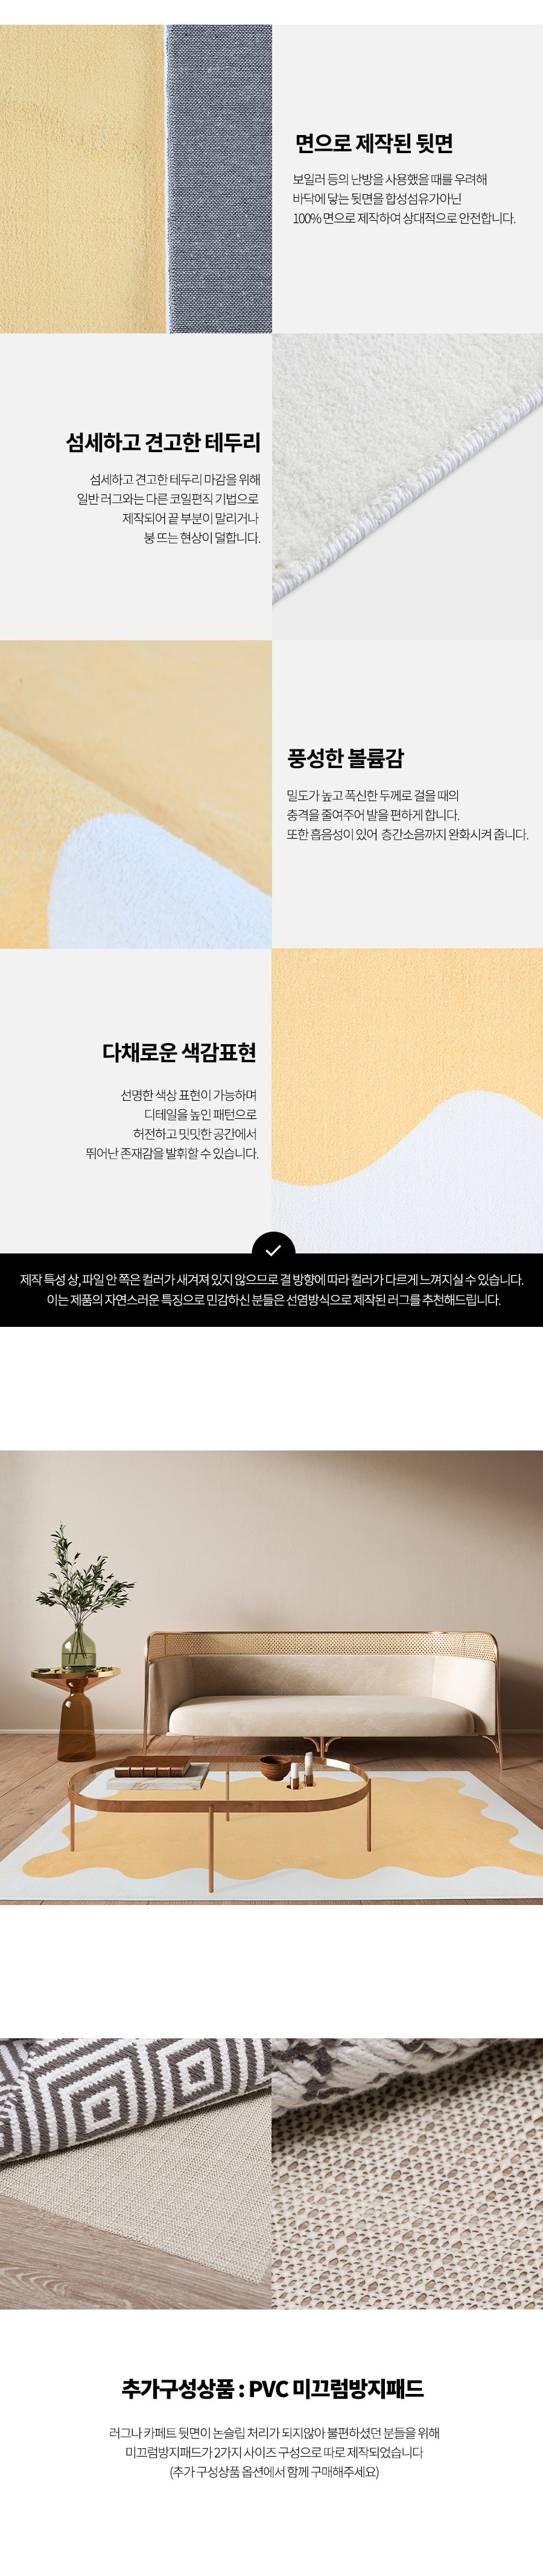 면으로 제작된 뒷면
보일러 등의 난방을 사용했을 때를 우려해
바닥에 닿는 뒷면을 합성섬유가아닌
100% 면으로 제작하여 상대적으로 안전합니다.
섬세하고 견고한 테두리
섬세하고 견고한 테두리 마감을 위해
일반 러그와는 다른 코일편직 기법으로
제작되어 끝 부분이 말리거나
붕 뜨는 현상이 덜합니다.
풍성한 볼륨감
밀도가 높고 폭신한 두께로 걸을 때의
충격을 줄여주어 발을 편하게 합니다.
또한 흡음성이 있어 층간소음까지 완화시켜 줍니다.
다채로운 색감표현
선명한 색상 표현이 가능하며
디테일을 높인 패턴으로
허전하고 밋밋한 공간에서
뛰어난 존재감을 발휘할 수 있습니다.
제작 특성 상, 파일 안 쪽은 컬러가 새겨져 있지 않으므로 결 방향에 따라 컬러가 다르게 느껴지실 수 있습니다.
이는 제품의 자연스러운 특징으로 민감하신 분들은 선염방식으로 제작된 러그를 추천해드립니다.
추가구성상품 : PVC 미끄럼방지패드
러그나 카페트 뒷면이 논슬립 처리가 되지않아 불편하셨던 분들을 위해
미끄럼방지패드가 2가지 사이즈 구성으로 따로 제작되었습니다
(추가 구성상품 옵션에서 함께 구매해주세요)